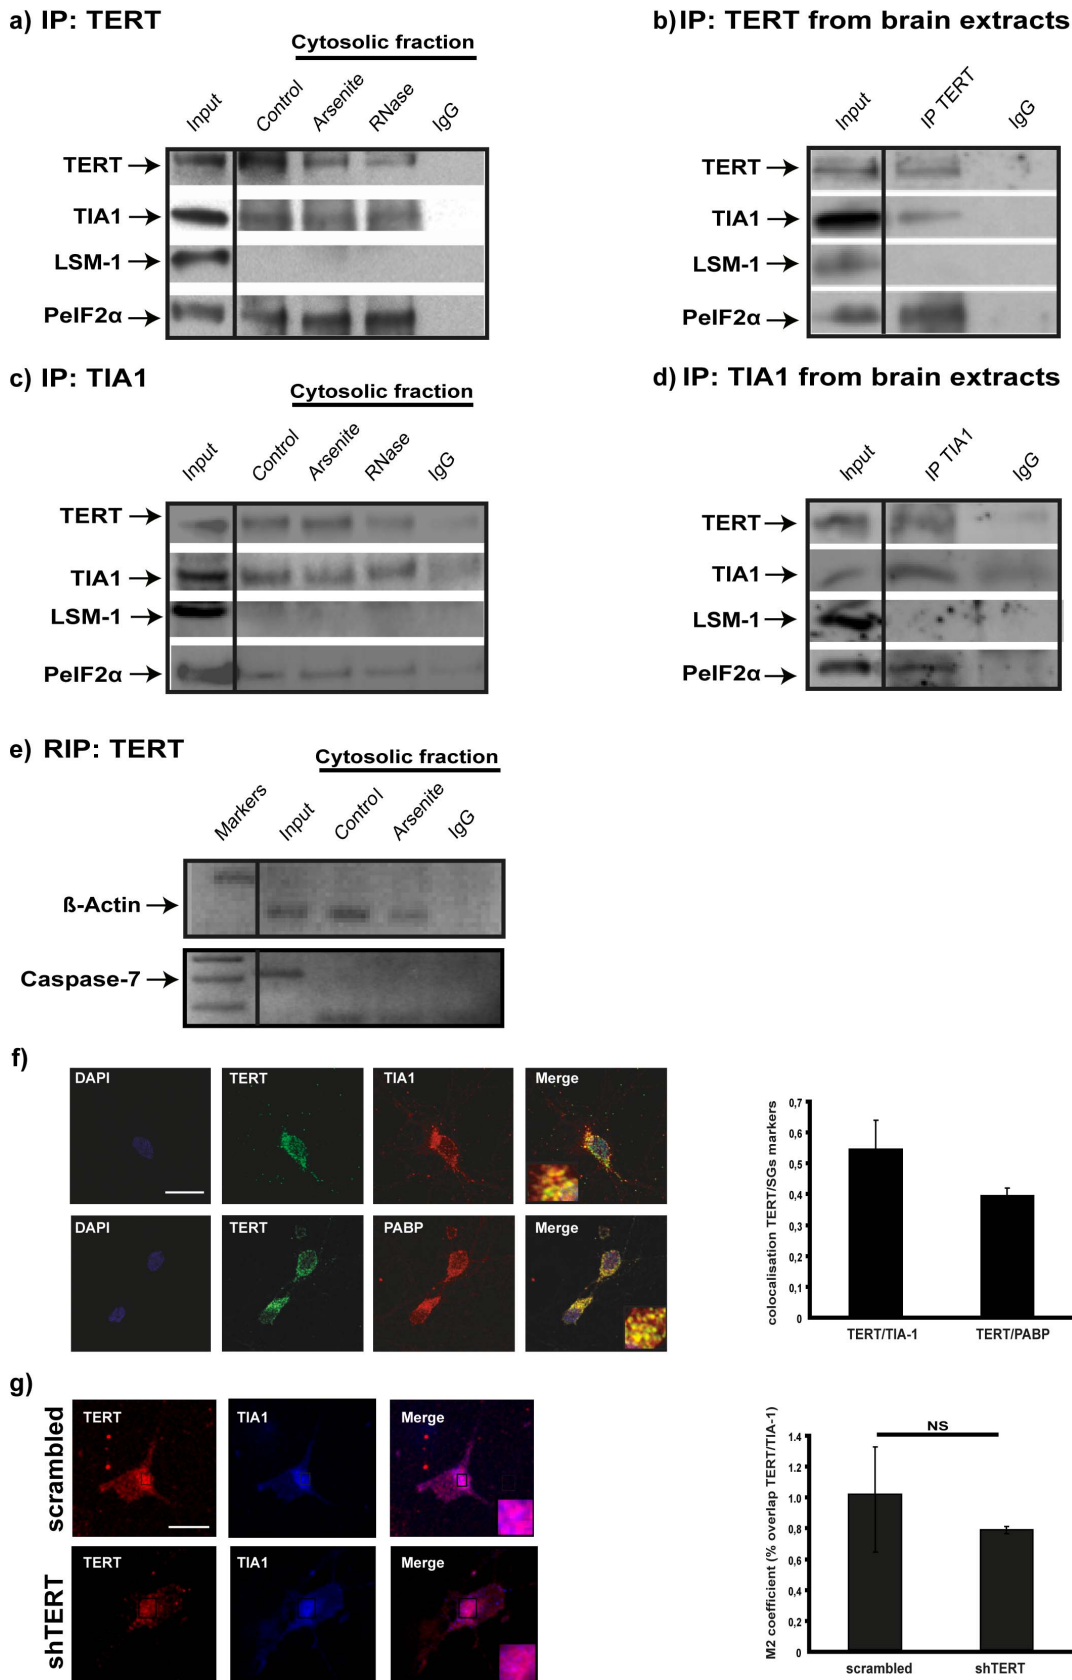 a) IP: TERT
Cytosolic fraction
Input
Control
Arsenite
RNase
IgG
TERT
TIA1
LSM-1
PeIF2α
b) IP: TERT from brain extracts
Input
IP TERT
IgG
TERT
TIA1
LSM-1
PeIF2α
c) IP: TIA1
Cytosolic fraction
Input
Control
Arsenite
RNase
IgG
TERT
TIA1
LSM-1
PeIF2α
d) IP: TIA1 from brain extracts
Input
IP TIA1
IgG
TERT
TIA1
LSM-1
PeIF2α
e) RIP: TERT
Cytosolic fraction
Markers
Input
Control
Arsenite
IgG
ß-Actin
Caspase-7
f)
DAPI
TERT
TIA1
Merge
DAPI
TERT
PABP
Merge
colocalisation TERT/SGs markers
0,7
0,6
0,5
0,4
0,3
0,2
0,1
0
TERT/TIA-1
TERT/PABP
g)
scrambled
TERT
TIA1
Merge
shTERT
TERT
TIA1
Merge
M2 coefficient (% overlap TERT/TIA-1)
NS
1.4
1.2
1.0
0,8
0,6
0,4
0,2
0
scrambled
shTERT